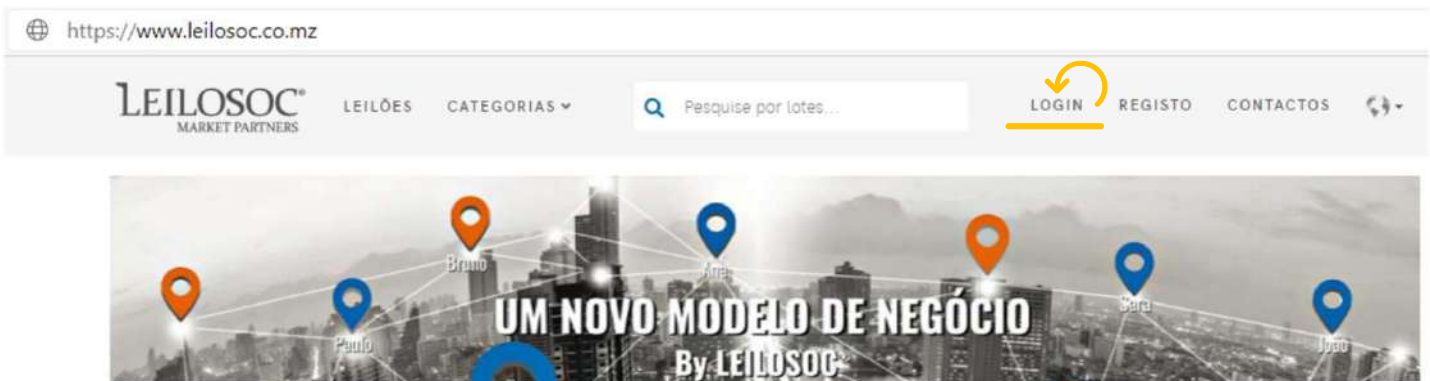 https://www.leilosoc.co.mz
LEILOSOC®
MARKET PARTNERS
LEILÕES CATEGORIAS Pesquise por lotes... LOGIN REGISTO CONTACTOS
Bruno
Ana
Sara
Paulo
João
UM NOVO MODELO DE NEGÓCIO
By LEILOSOC